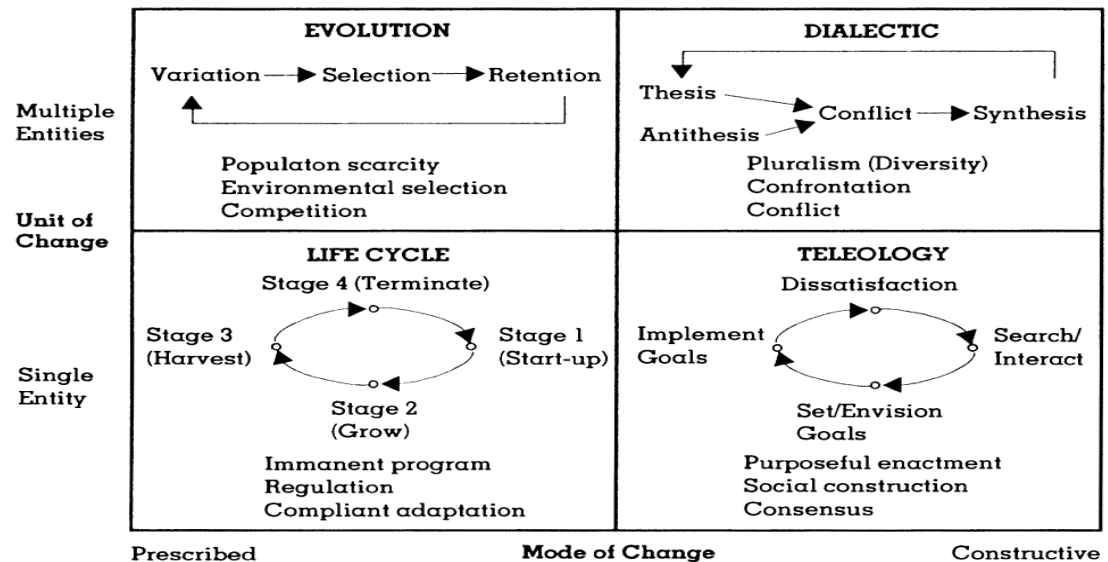 EVOLUTION
Variation Selection Retention
Populaton scarcity
Environmental selection
Competition
DIALECTIC
Thesis
Antithesis
Conflict Synthesis
Pluralism (Diversity)
Confrontation
Conflict
Multiple
Entities
Unit of
Change
Single
Entity
LIFE CYCLE
Stage 4 (Terminate)
Stage 3
(Harvest)
Stage 1
(Start-up)
Stage 2
(Grow)
Immanent program
Regulation
Compliant adaptation
TELEOLOGY
Dissatisfaction
Implement
Goals
Search/
Interact
Set/Envision
Goals
Purposeful enactment
Social construction
Consensus
Prescribed Mode of Change Constructive